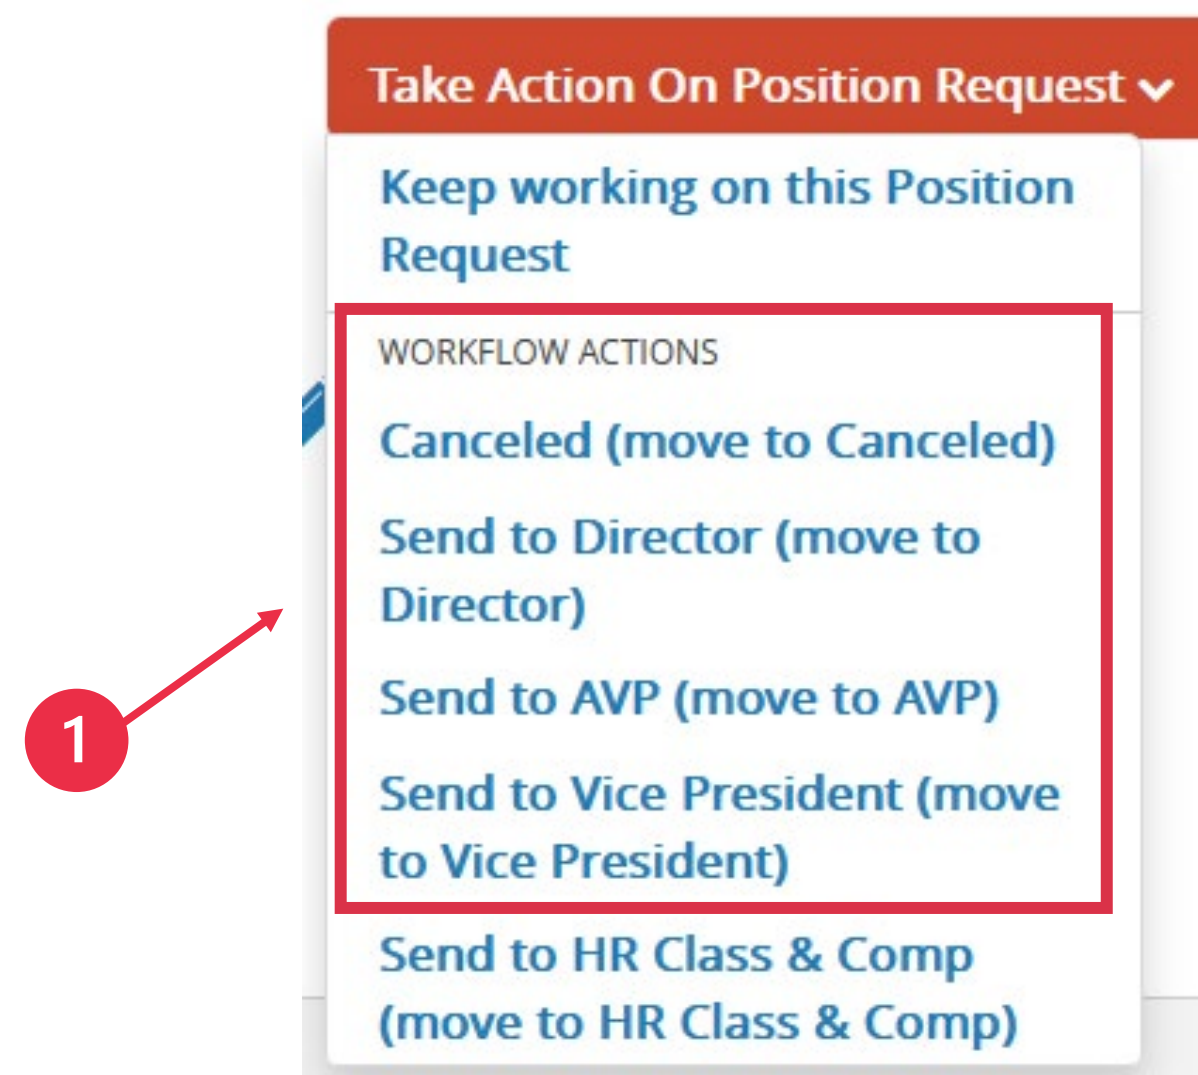 Take Action On Position Request
Keep working on this Position
Request
WORKFLOW ACTIONS
Canceled (move to Canceled)
Send to Director (move to
Director)
Send to AVP (move to AVP)
1
Send to Vice President (move
to Vice President)
Send to HR Class & Comp
(move to HR Class & Comp)